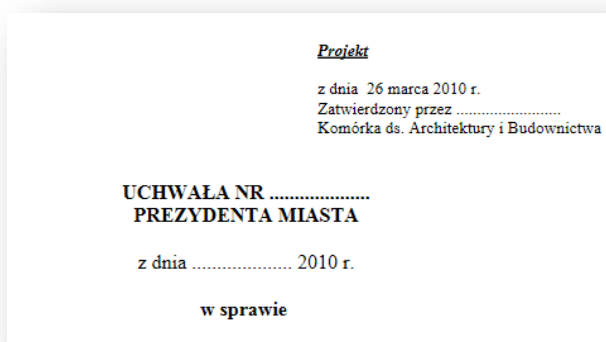 Projekt
z dnia 26 marca 2010 r.
Zatwierdzony przez .........................
Komórka ds. Architektury i Budownictwa
UCHWAŁA NR ....................
PREZYDENTA MIASTA
z dnia .................... 2010 r.
w sprawie